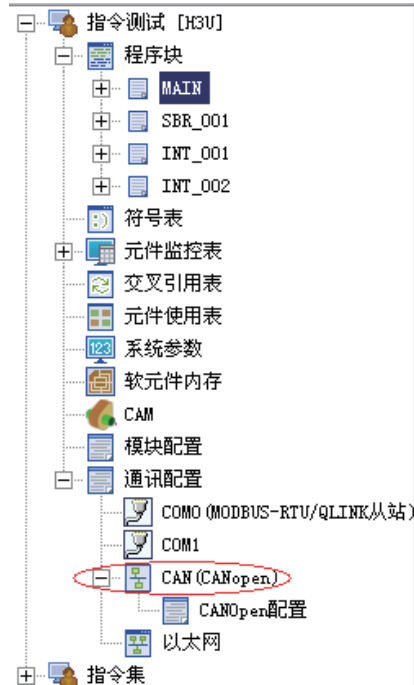 指令测试 [H3U]
程序块
MAIN
SBR_001
INT_001
INT_002
符号表
元件监控表
交叉引用表
元件使用表
123
系统参数
软元件内存
CAM
模块配置
通讯配置
COM0(MODBUS-RTU/QLINK从站)
COM1
CAN(CANopen)
CANOpen配置
以太网
指令集